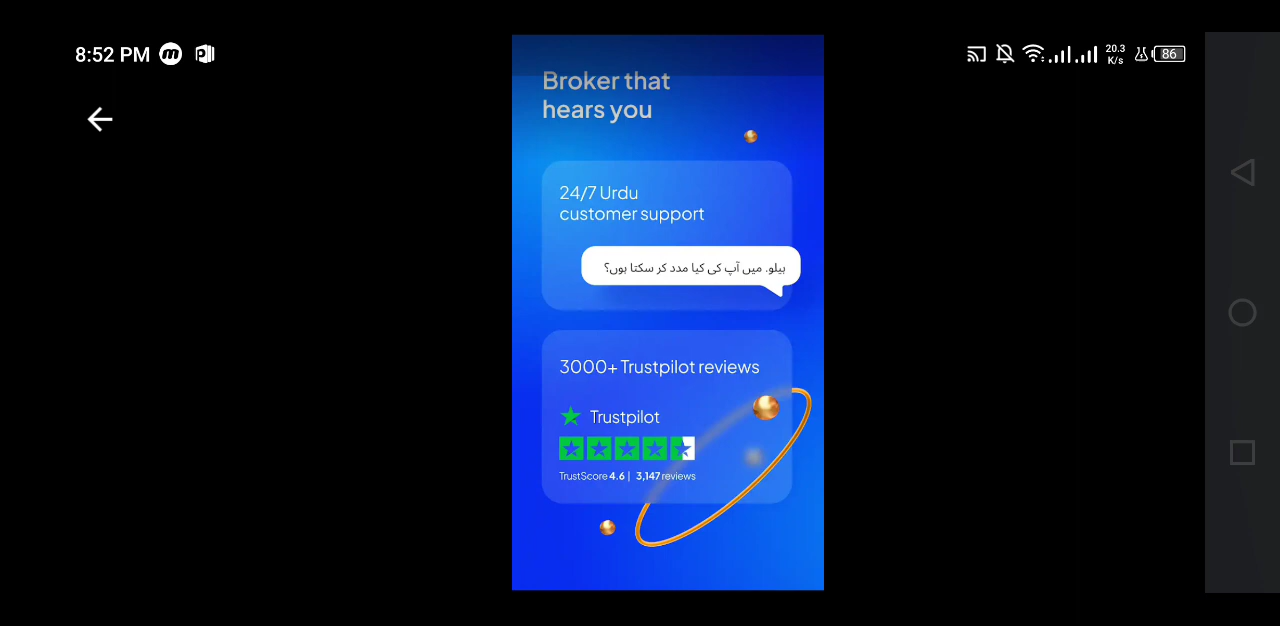 8:52 PM
20.3
K/s
86
Broker that
hears you
24/7 Urdu
customer support
ہیلو. میں آپ کی کیا مدد کر سکتا ہوں؟
3000+ Trustpilot reviews
Trustpilot
TrustScore 4.6 | 3,147 reviews